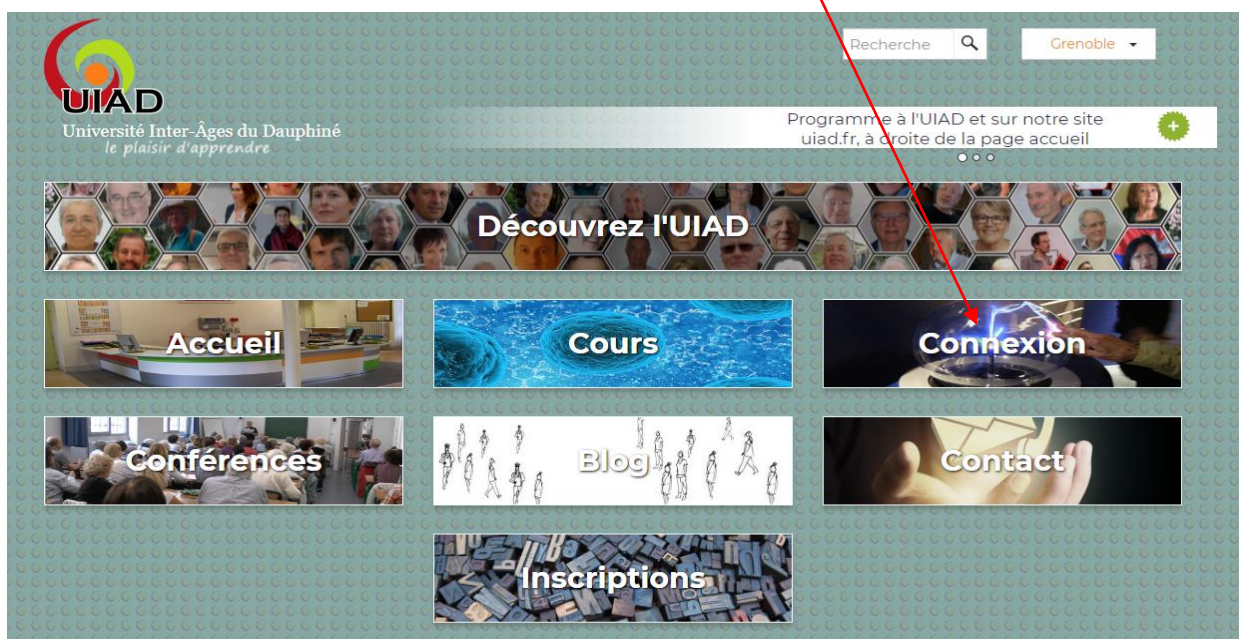 Recherche
Grenoble
UIAD
Université Inter-Âges du Dauphiné
le plaisir d'apprendre
Programme à l'UIAD et sur notre site
uiad.fr, à droite de la page accueil
Découvrez l'UIAD
Accueil
Cours
Connexion
Conférences
Blog
Contact
Inscriptions